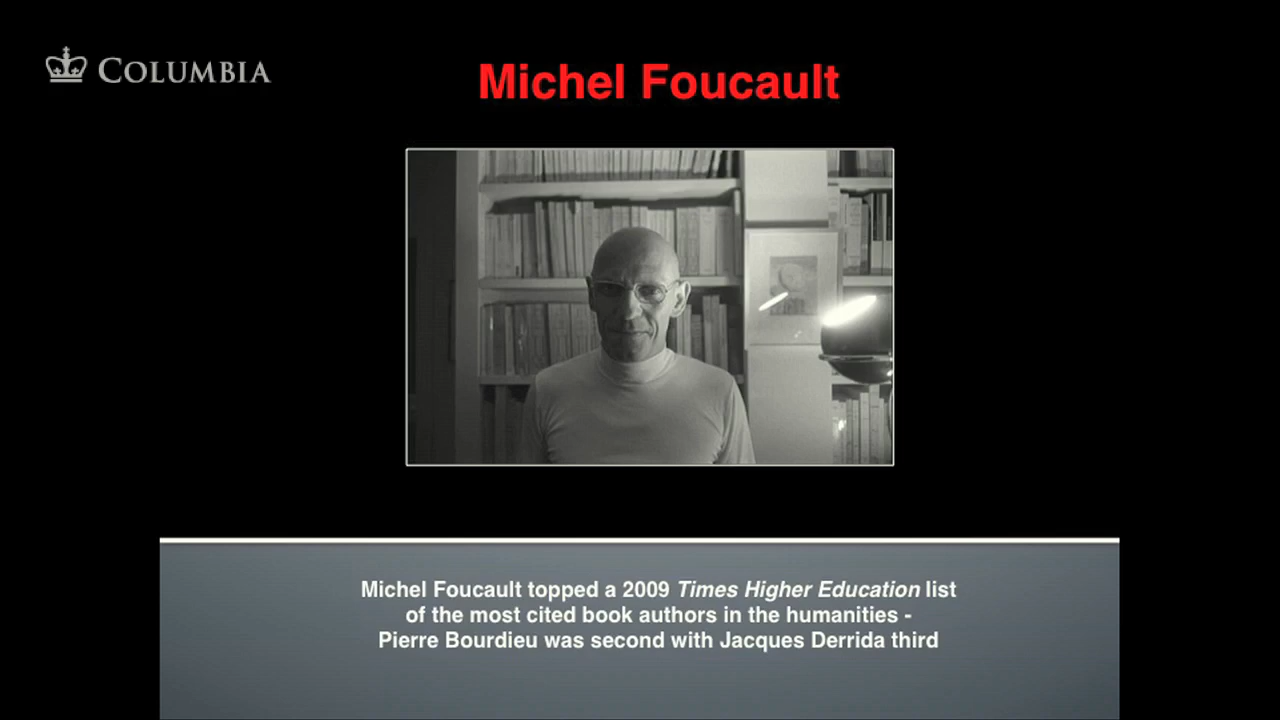 COLUMBIA
Michel Foucault
Michel Foucault topped a 2009 Times Higher Education list
of the most cited book authors in the humanities -
Pierre Bourdieu was second with Jacques Derrida third